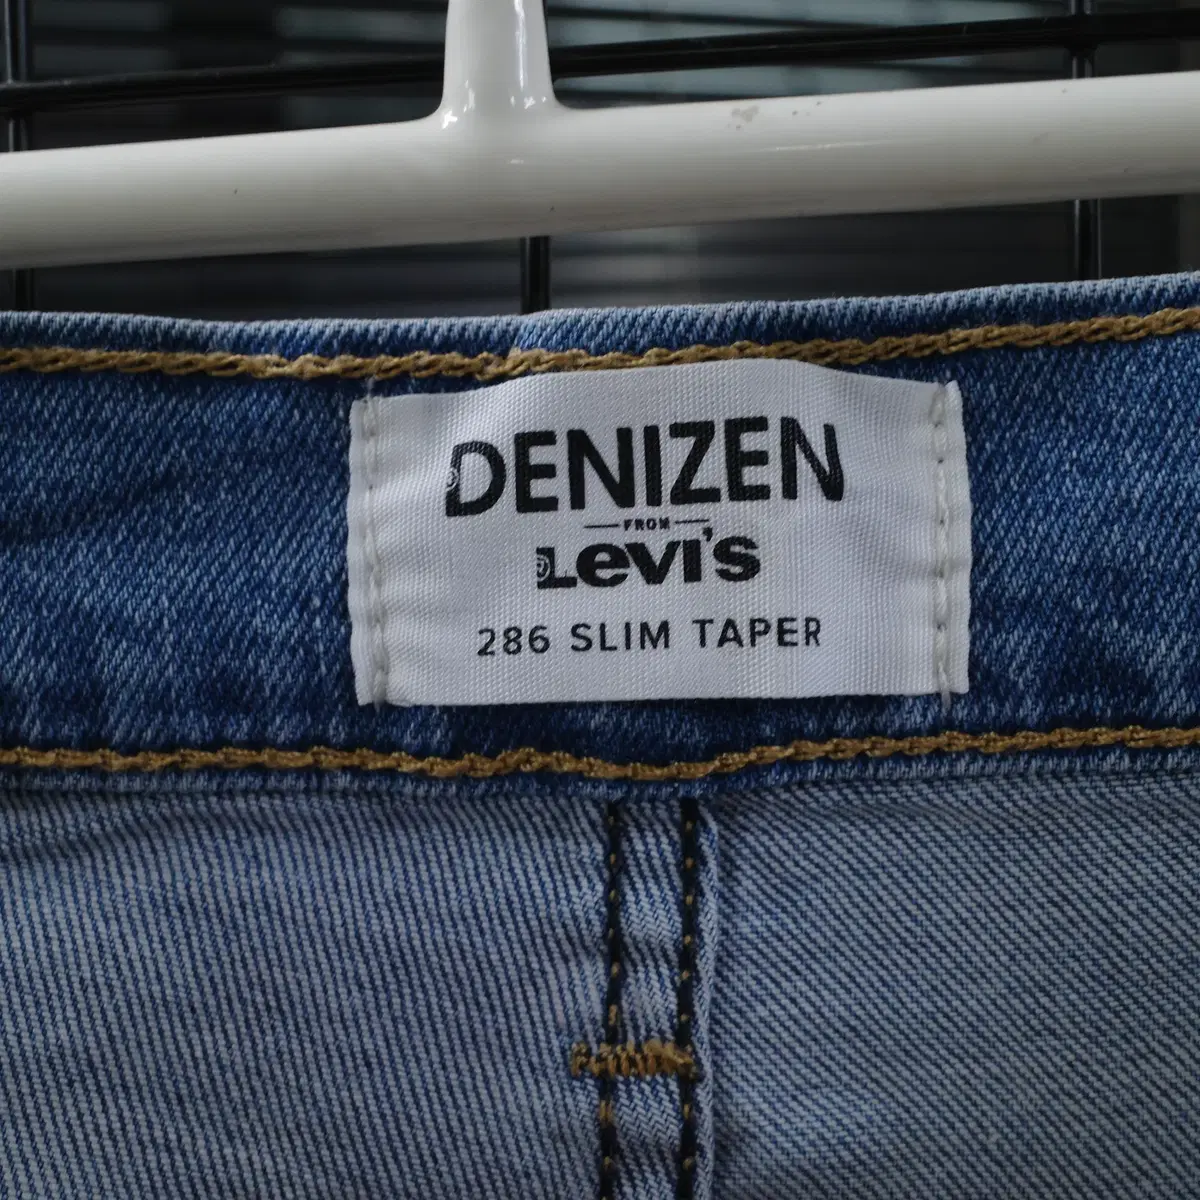 DENIZEN
FROM
Levi's
286 SLIM TAPER